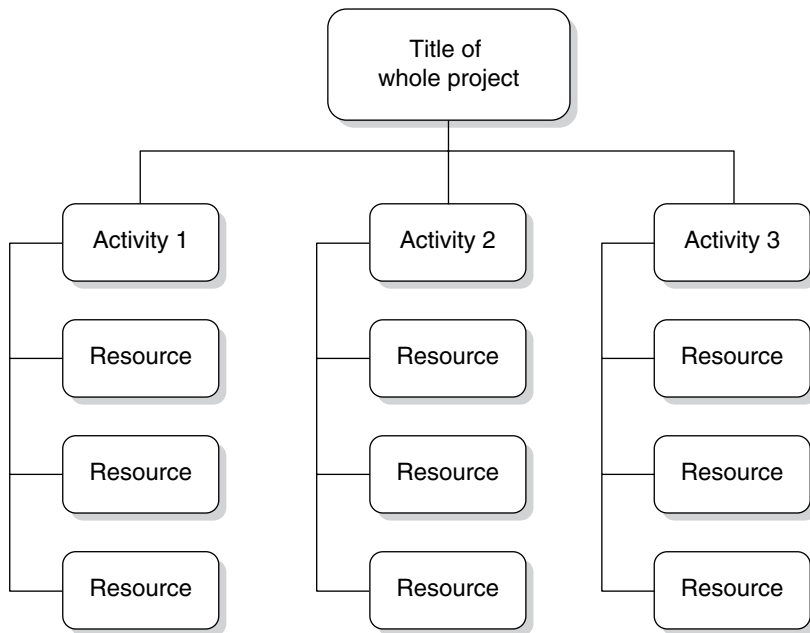 Title of
whole project
Activity 1
Activity 2
Activity 3
Resource
Resource
Resource
Resource
Resource
Resource
Resource
Resource
Resource